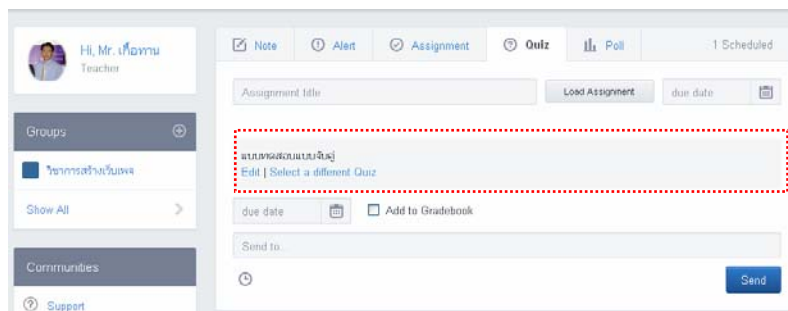 Hi, Mr. เกื้อทาน
Teacher
Groups
วิชาการสร้างเว็บเพจ
Show All
Communities
Support
Note
Alert
Assignment
Quiz
Poll
1 Scheduled
Assignment title
Load Assignment
due date
แบบทดสอบแบบจับคู่
Edit | Select a different Quiz
due date
Add to Gradebook
Send to...
Send